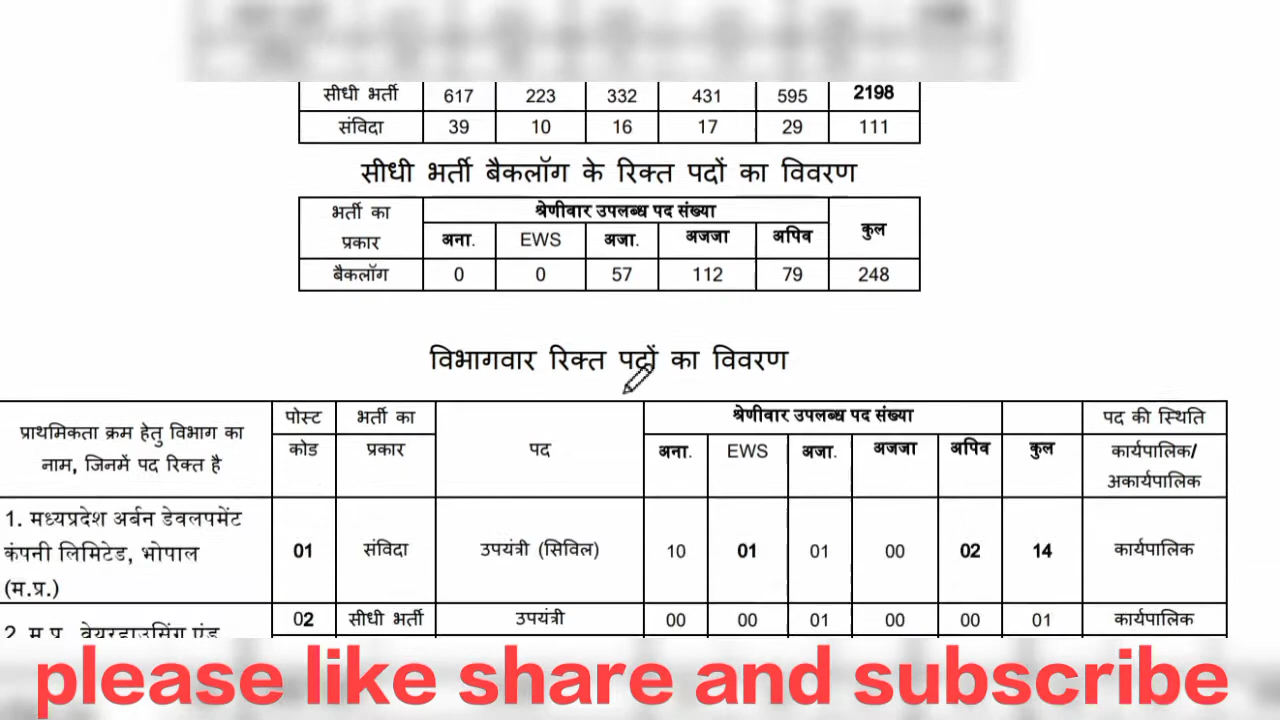 सीधी भर्ती 617 223 332 431 595 2198
संविदा 39 10 16 17 29 111
सीधी भर्ती बैकलॉग के रिक्त पदों का विवरण
भर्ती का प्रकार श्रेणीवार उपलब्ध पद संख्या कुल
अना. EWS अजा. अजजा अपिव
बैकलॉग 0 0 57 112 79 248
विभागवार रिक्त पदों का विवरण
प्राथमिकता क्रम हेतु विभाग का नाम, जिनमें पद रिक्त है पोस्ट कोड भर्ती का प्रकार पद श्रेणीवार उपलब्ध पद संख्या पद की स्थिति
अना. EWS अजा. अजजा अपिव कुल कार्यपालिक/
अकार्यपालिक
1. मध्यप्रदेश अर्बन डेवलपमेंट
कंपनी लिमिटेड, भोपाल 01 संविदा उपयंत्री (सिविल) 10 01 01 00 02 14 कार्यपालिक
(म.प्र.)
02 सीधी भर्ती उपयंत्री 00 00 01 00 00 01 कार्यपालिक
2. म.प्र. वेयरहाउसिंग एंड
please like share and subscribe